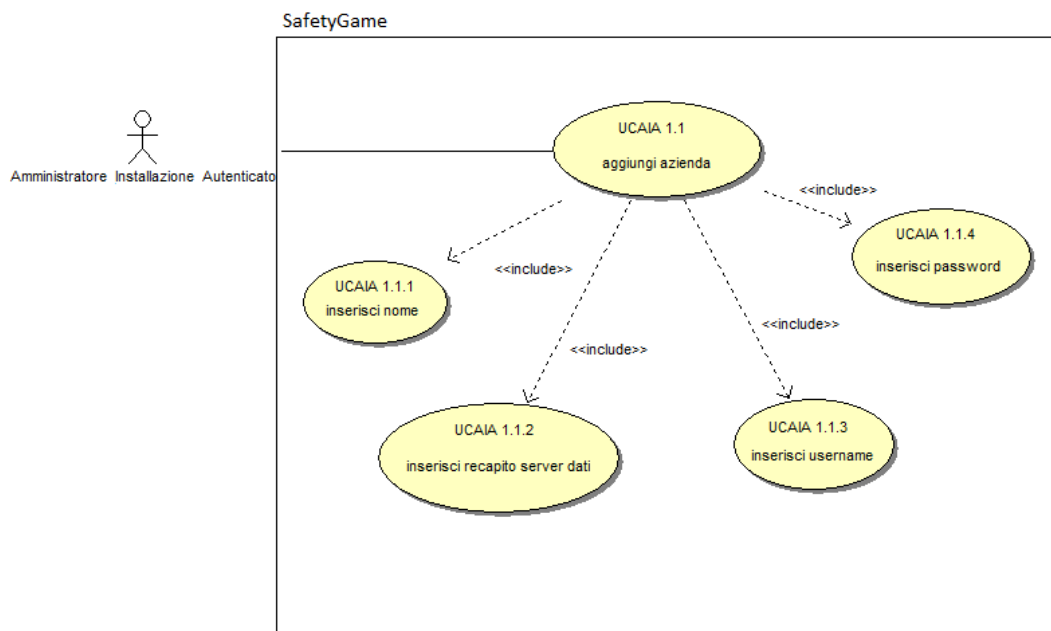 SafetyGame
UCAIA 1.1
aggiungi azienda
Amministratore Installazione Autenticato
<<include>>
UCAIA 1.1.4
inserisci password
<<include>>
UCAIA 1.1.1
inserisci nome
<<include>>
<<include>>
UCAIA 1.1.2
inserisci recapito server dati
UCAIA 1.1.3
inserisci username